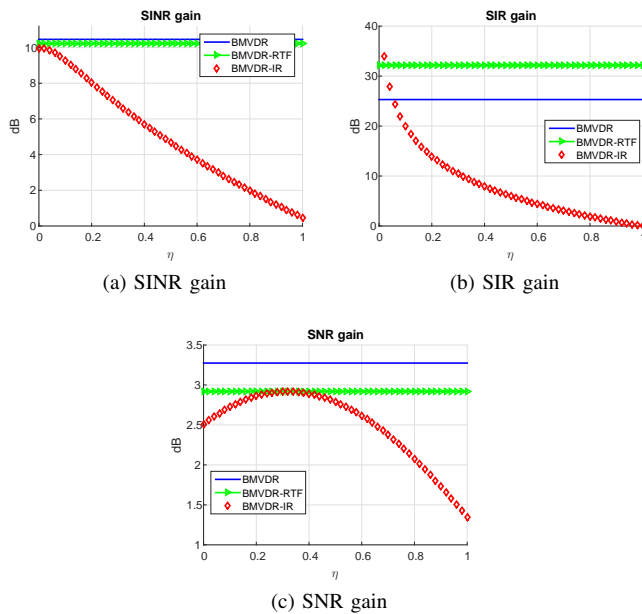 SINR gain
10
8
6
4
2
0
dB
BMVDR
BMVDR-RTF
BMVDR-IR
0 0.2 0.4 0.6 0.8 1
η
(a) SINR gain
SIR gain
40
30
20
10
0
dB
BMVDR
BMVDR-RTF
BMVDR-IR
0 0.2 0.4 0.6 0.8
η
(b) SIR gain
SNR gain
3.5
3
2.5
2
1.5
1
dB
BMVDR
BMVDR-RTF
BMVDR-IR
0 0.2 0.4 0.6 0.8 1
η
(c) SNR gain